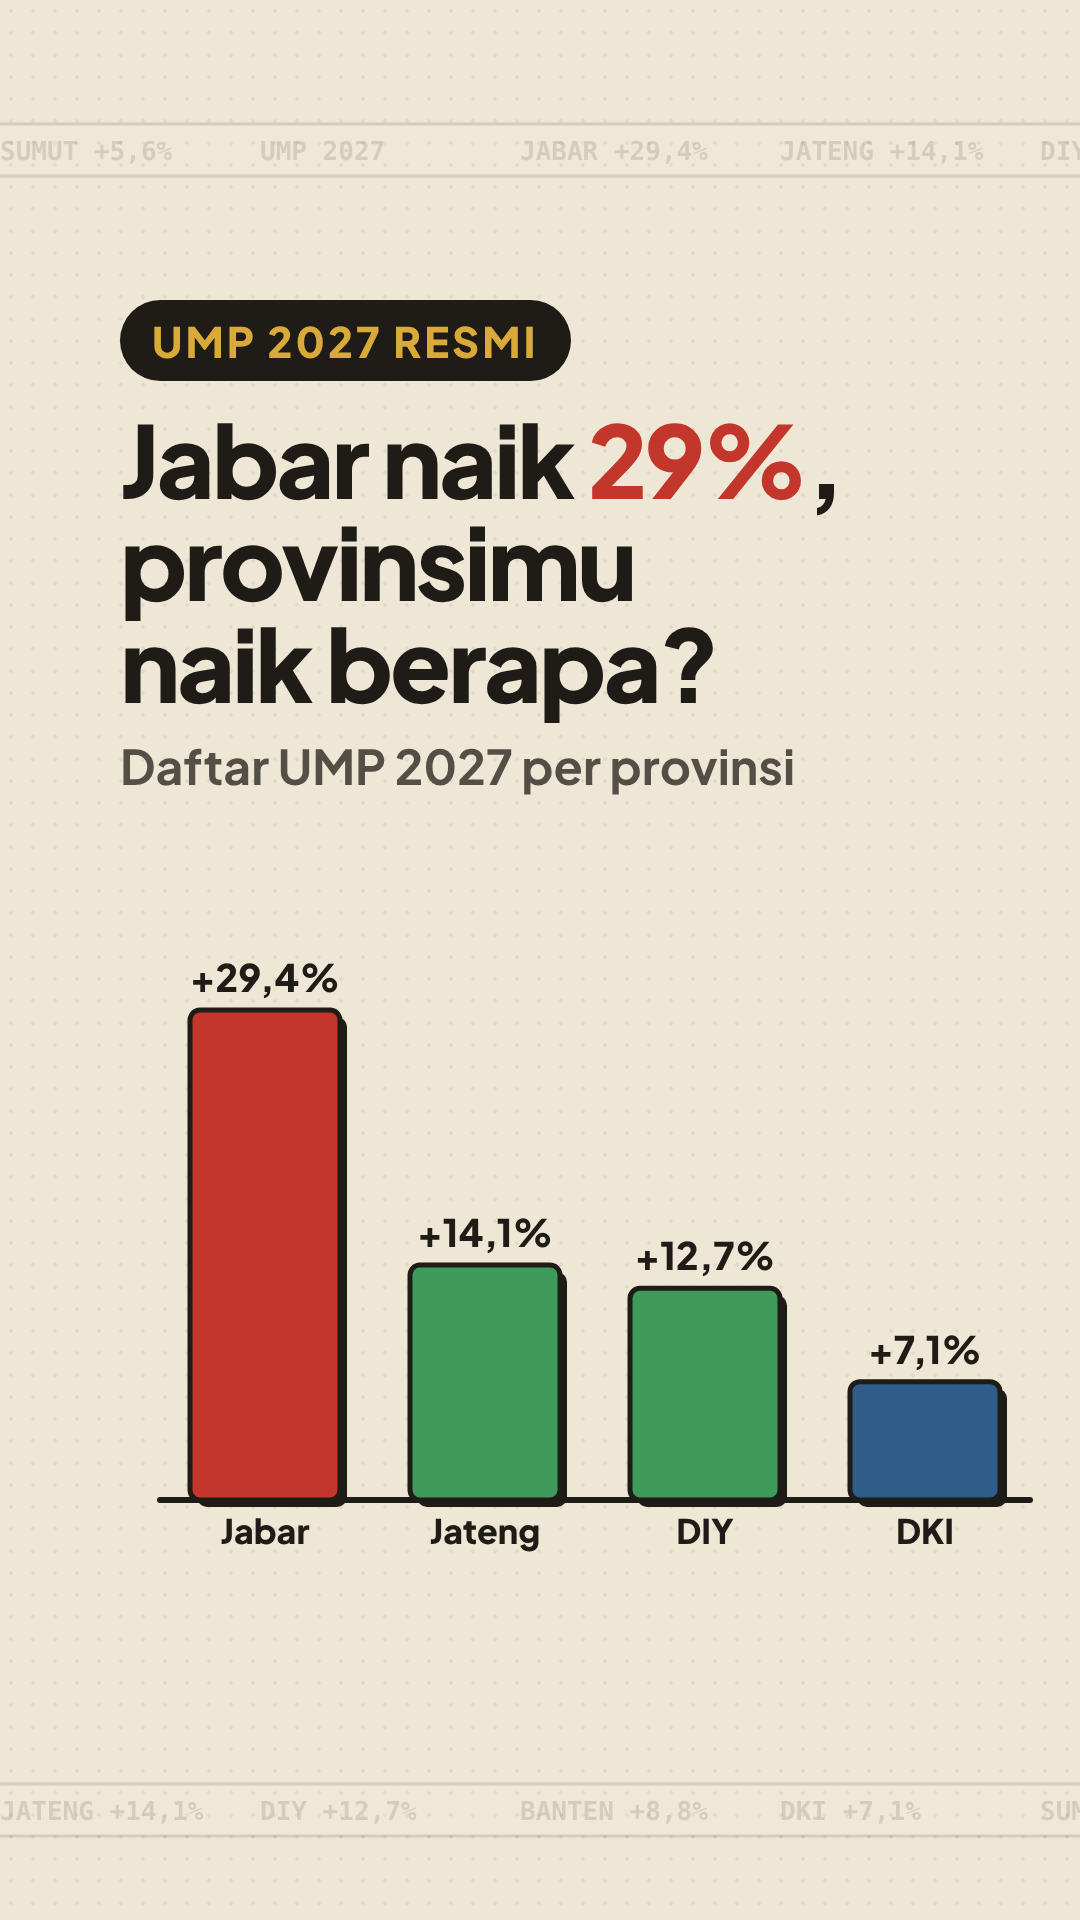 SUMUT +5,6% UMP 2027 JABAR +29,4% JATENG +14,1% DIY
UMP 2027 RESMI
Jabar naik 29%,
provinsimu
naik berapa?
Daftar UMP 2027 per provinsi
+29,4%
+14,1%
+12,7%
+7,1%
Jabar Jateng DIY DKI
JATENG +14,1% DIY +12,7% BANTEN +8,8% DKI +7,1% SUM